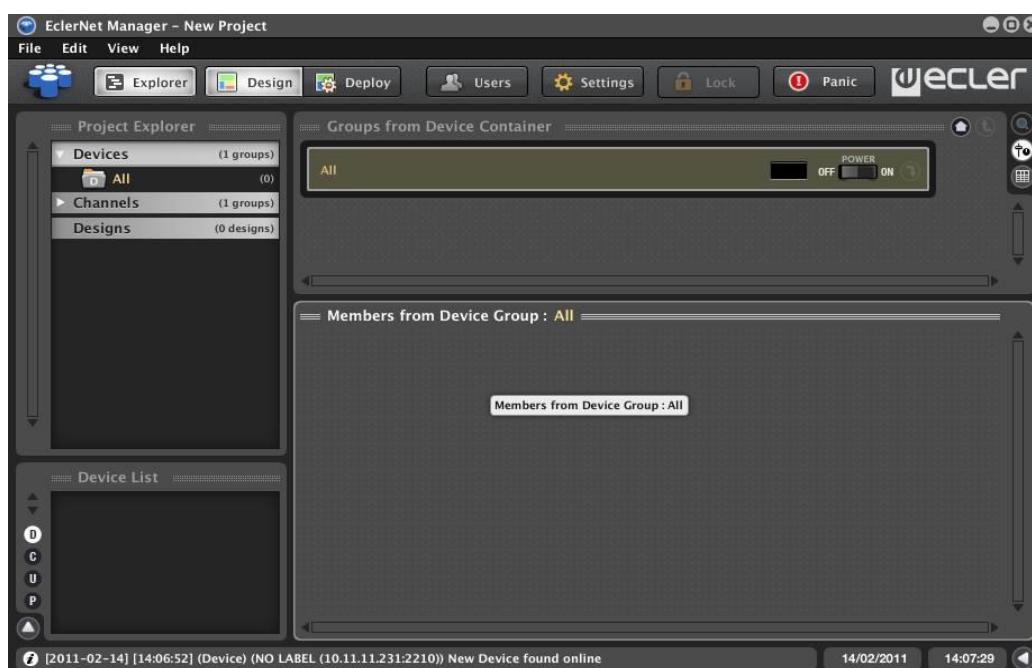 EclerNet Manager - New Project
File Edit View Help
Explorer Design Deploy Users Settings Lock Panic ecler
Project Explorer
Devices (1 groups)
D All (0)
Channels (1 groups)
Designs (0 designs)
Groups from Device Container
All OFF POWER ON
Members from Device Group : All
Members from Device Group : All
Device List
D
C
U
P
[2011-02-14] [14:06:52] (Device) (NO LABEL (10.11.11.231:2210)) New Device found online 14/02/2011 14:07:29